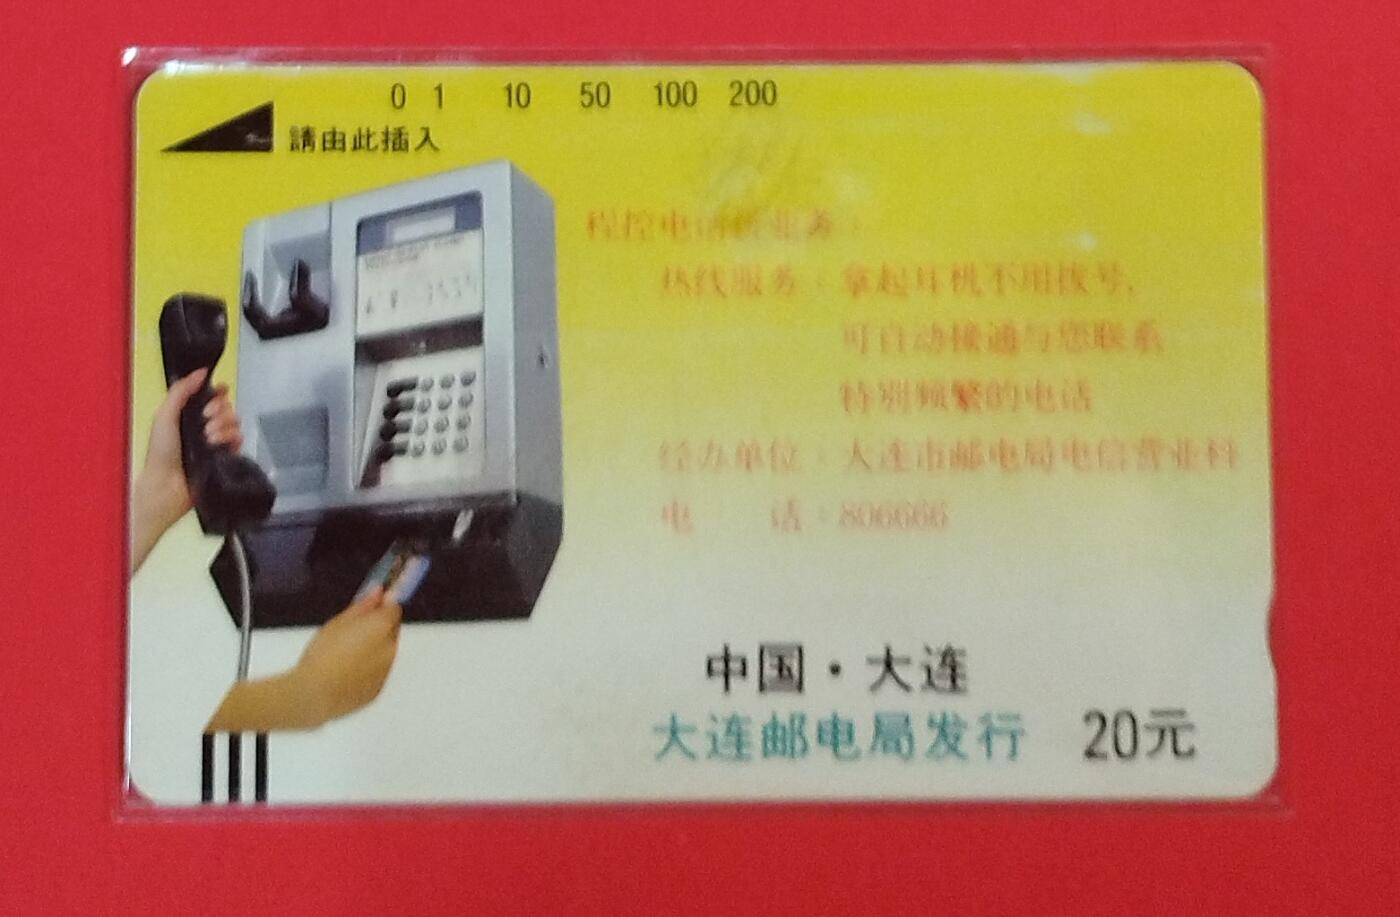 0 1 10 50 100 200
請由此插入
程控电话新业务：
热线服务：拿起耳机不用拨号,
可自动接通与您联系
特别频繁的电话
经办单位：大连市邮电局电信营业科
电 话：806666
中国·大连
大连邮电局发行 20元